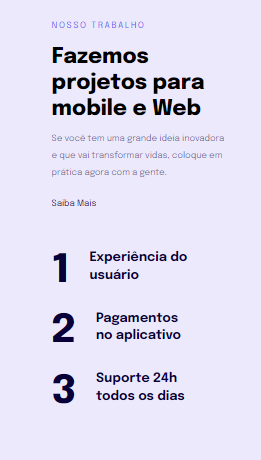 NOSSO TRABALHO
Fazemos
projetos para
mobile e Web
Se você tem uma grande ideia inovadora
e que vai transformar vidas, coloque em
prática agora com a gente.
Saiba Mais
1 Experiência do
usuário
2 Pagamentos
no aplicativo
3 Suporte 24h
todos os dias